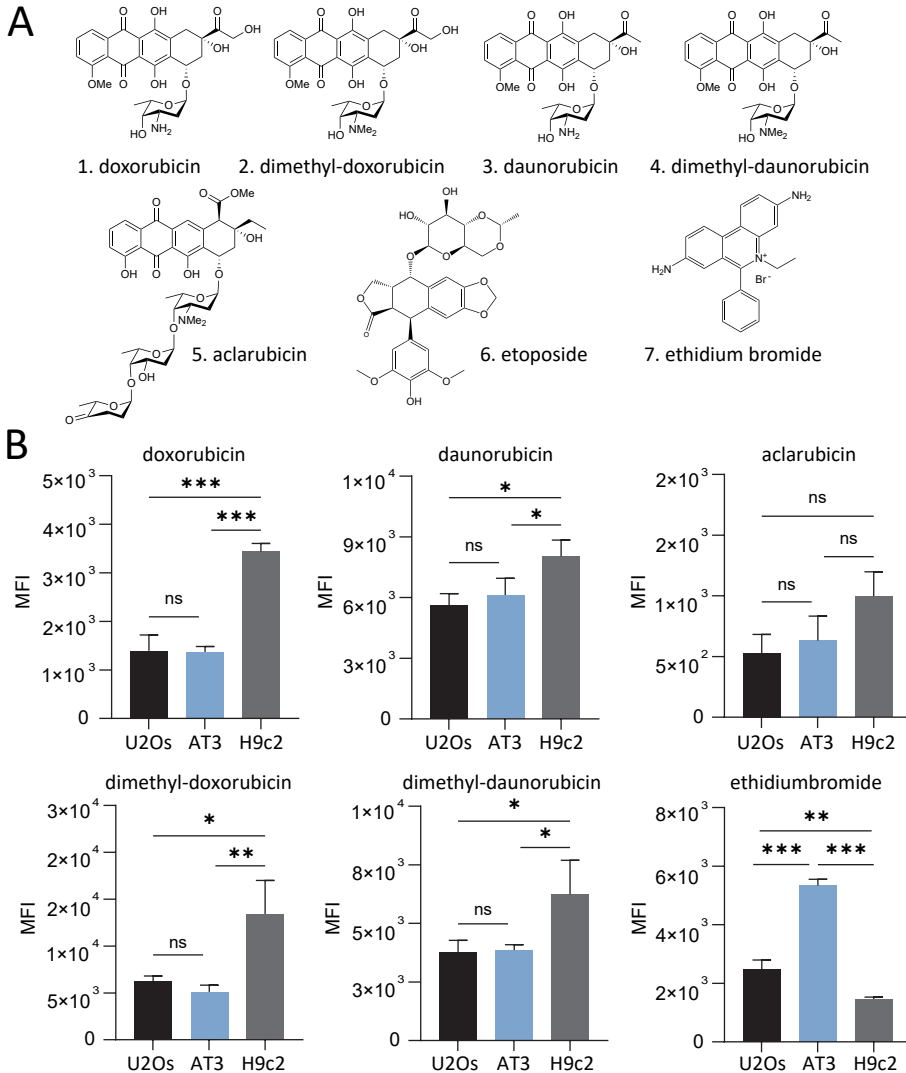 A
O OH O OH
OH
OMe O OH O
O
HO NH2
1. doxorubicin
O OH O OH
OH
OMe O OH O
O
HO NMe2
2. dimethyl-doxorubicin
O OH O
OH
OMe O OH O
O
HO NH2
3. daunorubicin
O OH O
OH
OMe O OH O
O
HO NMe2
4. dimethyl-daunorubicin
O OMe
O
OH
OH O OH O
O
O NMe2
O
OH
O
O
O
5. aclarubicin
OH
HO O
O O
O
O
O
O
O
O O
OH
6. etoposide
NH2
N+
Br-
H2N
7. ethidium bromide
B
doxorubicin
MFI
5×10³
4×10³
3×10³
2×10³
1×10³
0
***
***
ns
U2Os AT3 H9c2
daunorubicin
MFI
1×10⁴
9×10³
6×10³
3×10³
0
*
*
ns
U2Os AT3 H9c2
aclarubicin
MFI
2×10³
2×10³
1×10³
5×10²
0
ns
ns
ns
U2Os AT3 H9c2
dimethyl-doxorubicin
MFI
3×10⁴
2×10⁴
2×10⁴
1×10⁴
5×10³
0
*
**
ns
U2Os AT3 H9c2
dimethyl-daunorubicin
MFI
1×10⁴
8×10³
5×10³
3×10³
0
*
*
ns
U2Os AT3 H9c2
ethidiumbromide
MFI
8×10³
6×10³
4×10³
2×10³
0
**
*** ***
U2Os AT3 H9c2